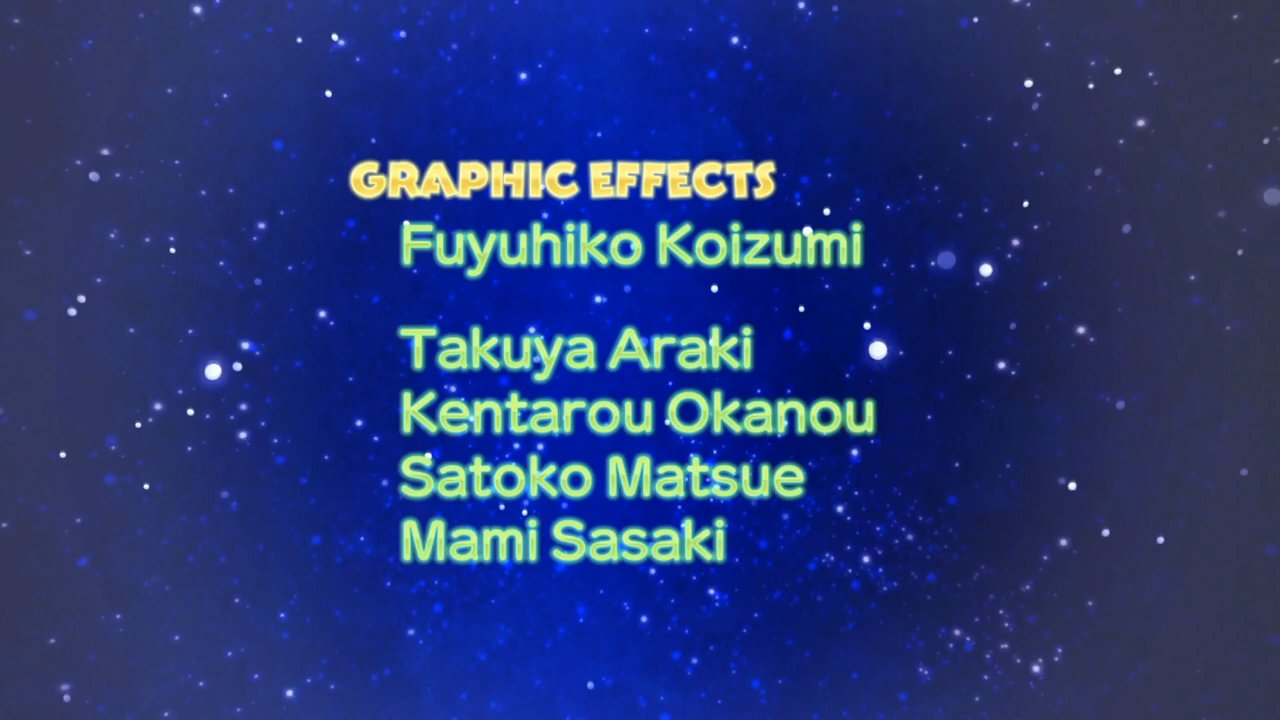 GRAPHIC EFFECTS
Fuyuhiko Koizumi
Takuya Araki
Kentarou Okanou
Satoko Matsue
Mami Sasaki